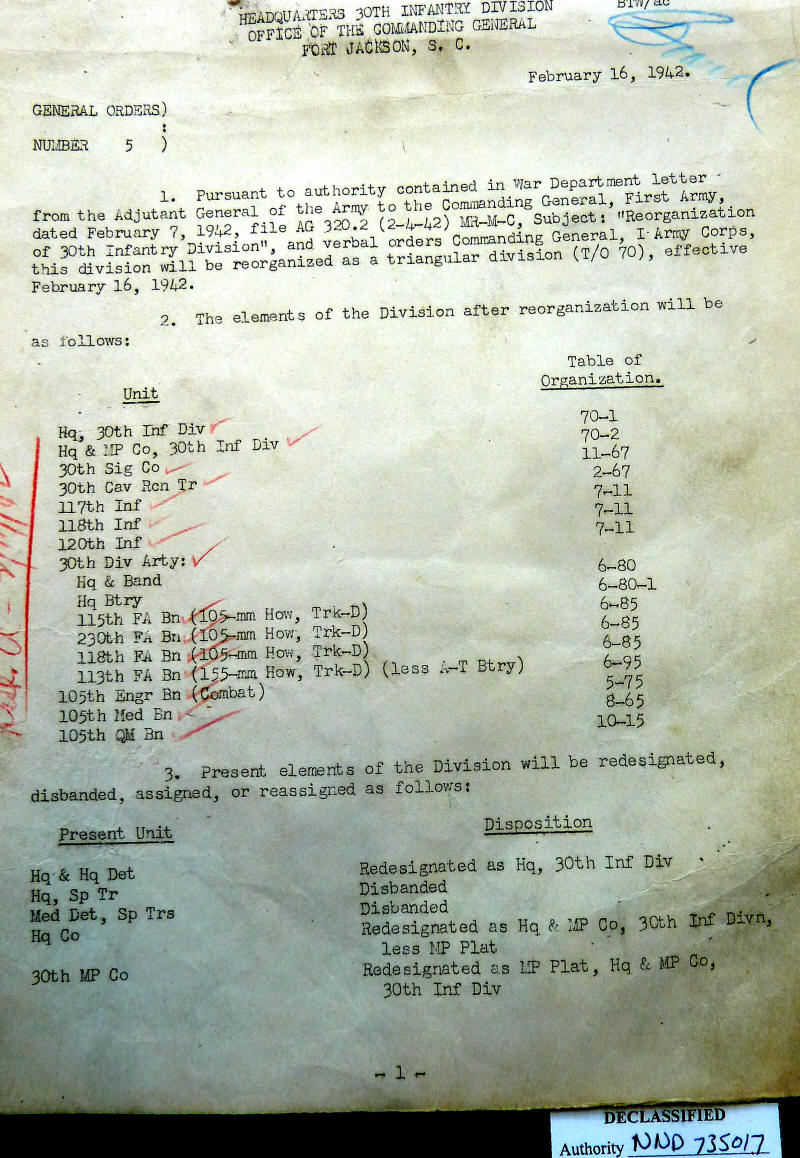 HEADQUARTERS 30TH INFANTRY DIVISION
BTW/ac
OFFICE OF THE COMMANDING GENERAL
FORT JACKSON, S. C.
February 16, 1942.
GENERAL ORDERS)
:
NUMBER 5 )
1. Pursuant to authority contained in War Department letter
from the Adjutant General of the Army to the Commanding General, First Army,
dated February 7, 1942, file AG 320.2 (2-4-42) MR-M-C, Subject: "Reorganization
of 30th Infantry Division", and verbal orders Commanding General, I Army Corps,
this division will be reorganized as a triangular division (T/O 70), effective
February 16, 1942.
2. The elements of the Division after reorganization will be
as follows:
Unit Table of
Organization.
Hq, 30th Inf Div 70-1
Hq & MP Co, 30th Inf Div 70-2
30th Sig Co 11-67
30th Cav Rcn Tr 2-67
117th Inf 7-11
118th Inf 7-11
120th Inf 7-11
30th Div Arty:
Hq & Band 6-80
Hq Btry 6-80-1
115th FA Bn (105-mm How, Trk-D) 6-85
230th FA Bn (105-mm How, Trk-D) 6-85
118th FA Bn (105-mm How, Trk-D) 6-85
113th FA Bn (155-mm How, Trk-D) (less A-T Btry) 6-95
105th Engr Bn (Combat) 5-75
105th Med Bn 8-65
105th QM Bn 10-15
3. Present elements of the Division will be redesignated,
disbanded, assigned, or reassigned as follows:
Present Unit Disposition
Hq & Hq Det Redesignated as Hq, 30th Inf Div
Hq, Sp Tr Disbanded
Med Det, Sp Trs Disbanded
Hq Co Redesignated as Hq & MP Co, 30th Inf Divn,
less MP Plat
30th MP Co Redesignated as MP Plat, Hq & MP Co,
30th Inf Div
- 1 -
DECLASSIFIED
Authority NND 735017